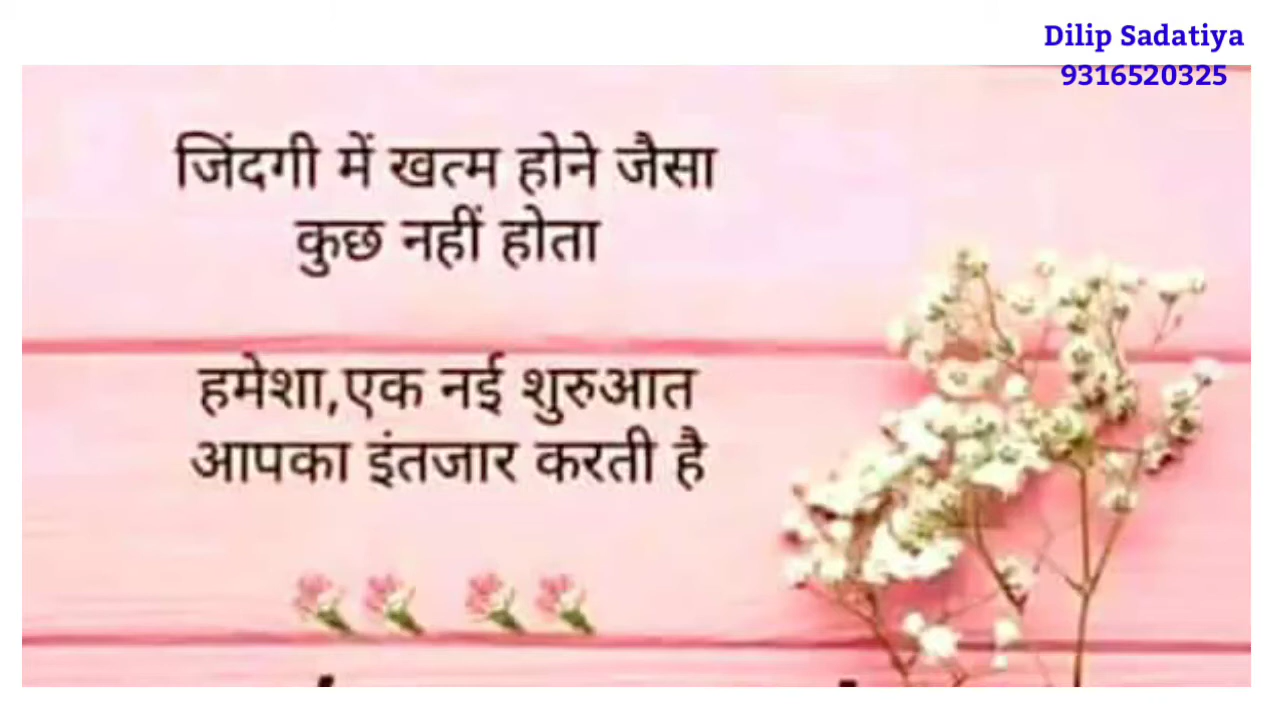 Dilip Sadatiya
9316520325
जिंदगी में खत्म होने जैसा
कुछ नहीं होता
हमेशा,एक नई शुरुआत
आपका इंतजार करती है